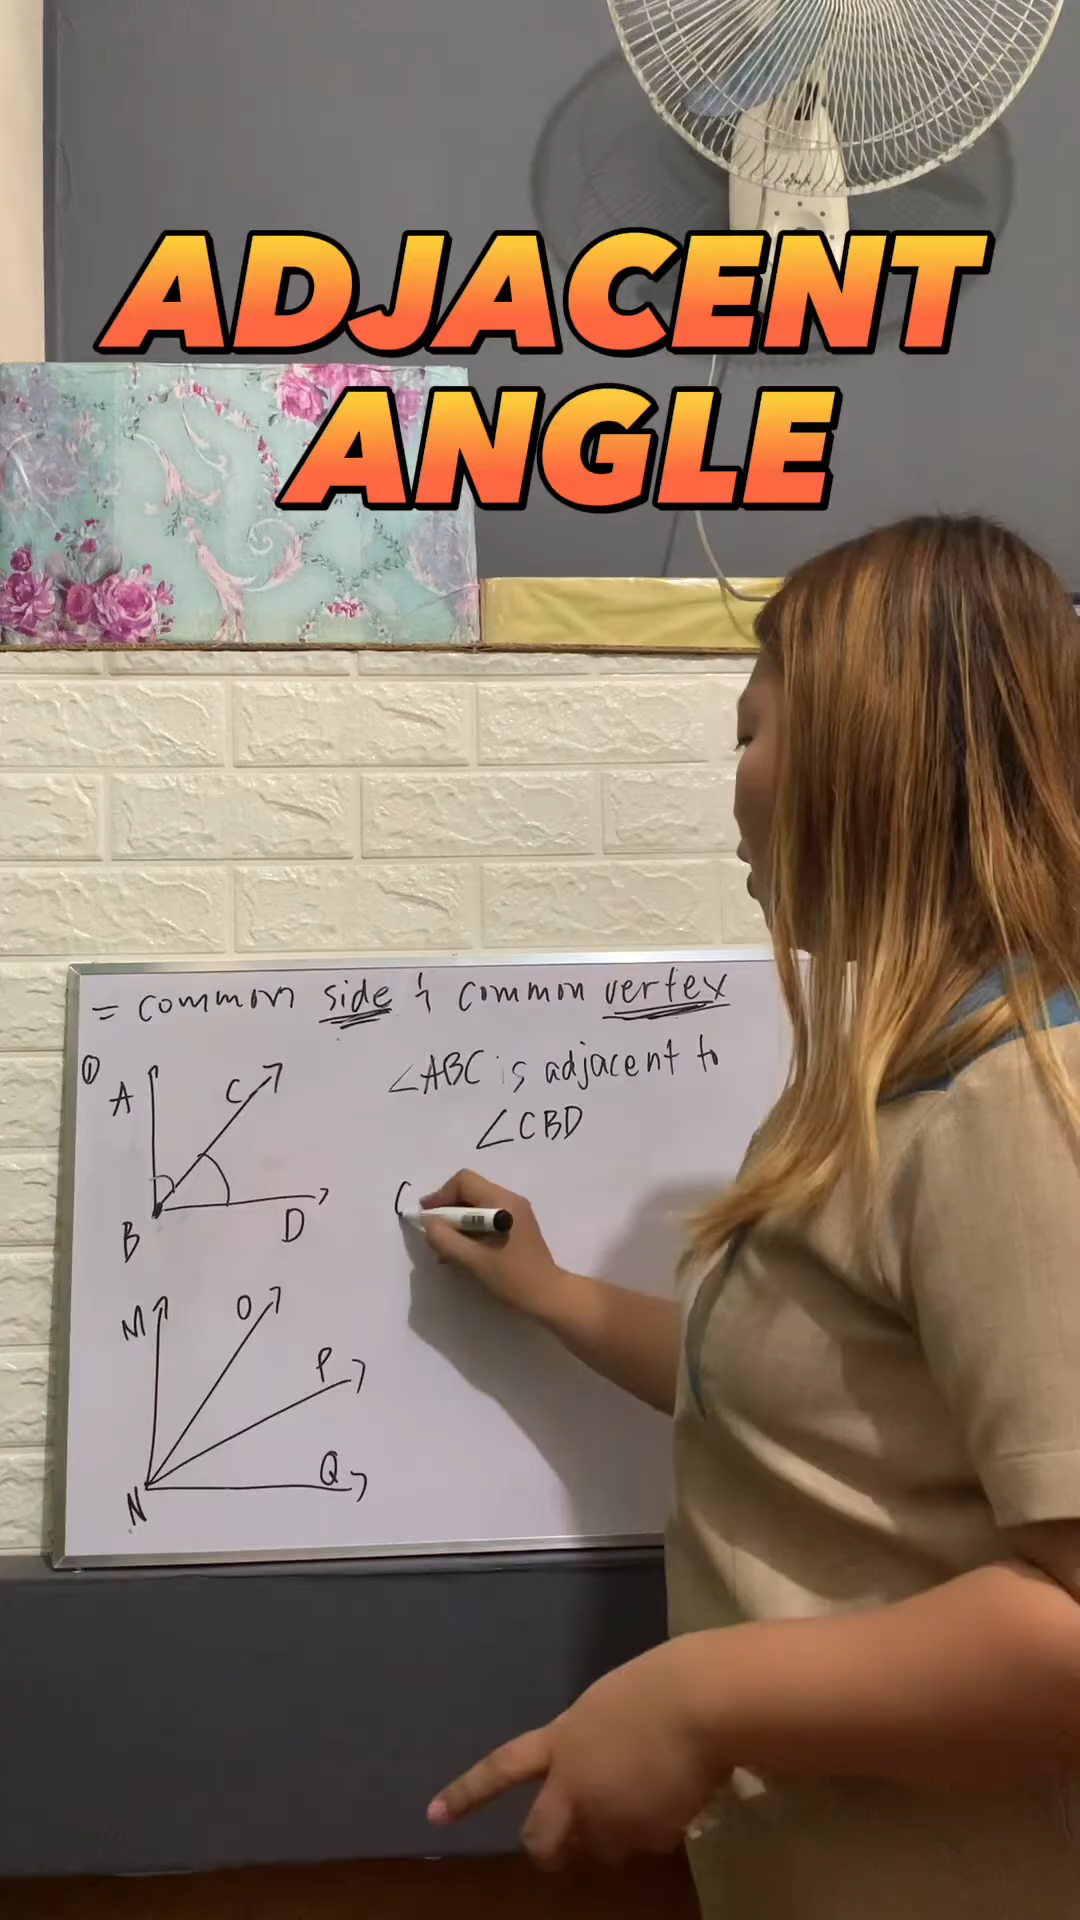 ADJACENT
ANGLE
= common side & common vertex
① A C
∠ABC is adjacent to
∠CBD
B D
C
M O
P
Q
N